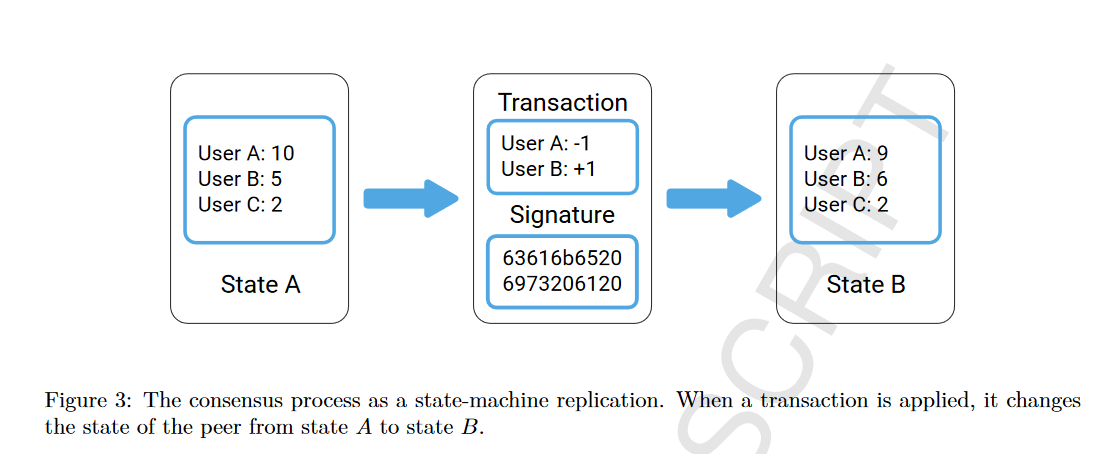 User A: 10
User B: 5
User C: 2
State A
Transaction
User A: -1
User B: +1
Signature
63616b6520
6973206120
User A: 9
User B: 6
User C: 2
State B
SCRIPT
Figure 3: The consensus process as a state-machine replication. When a transaction is applied, it changes
the state of the peer from state A to state B.